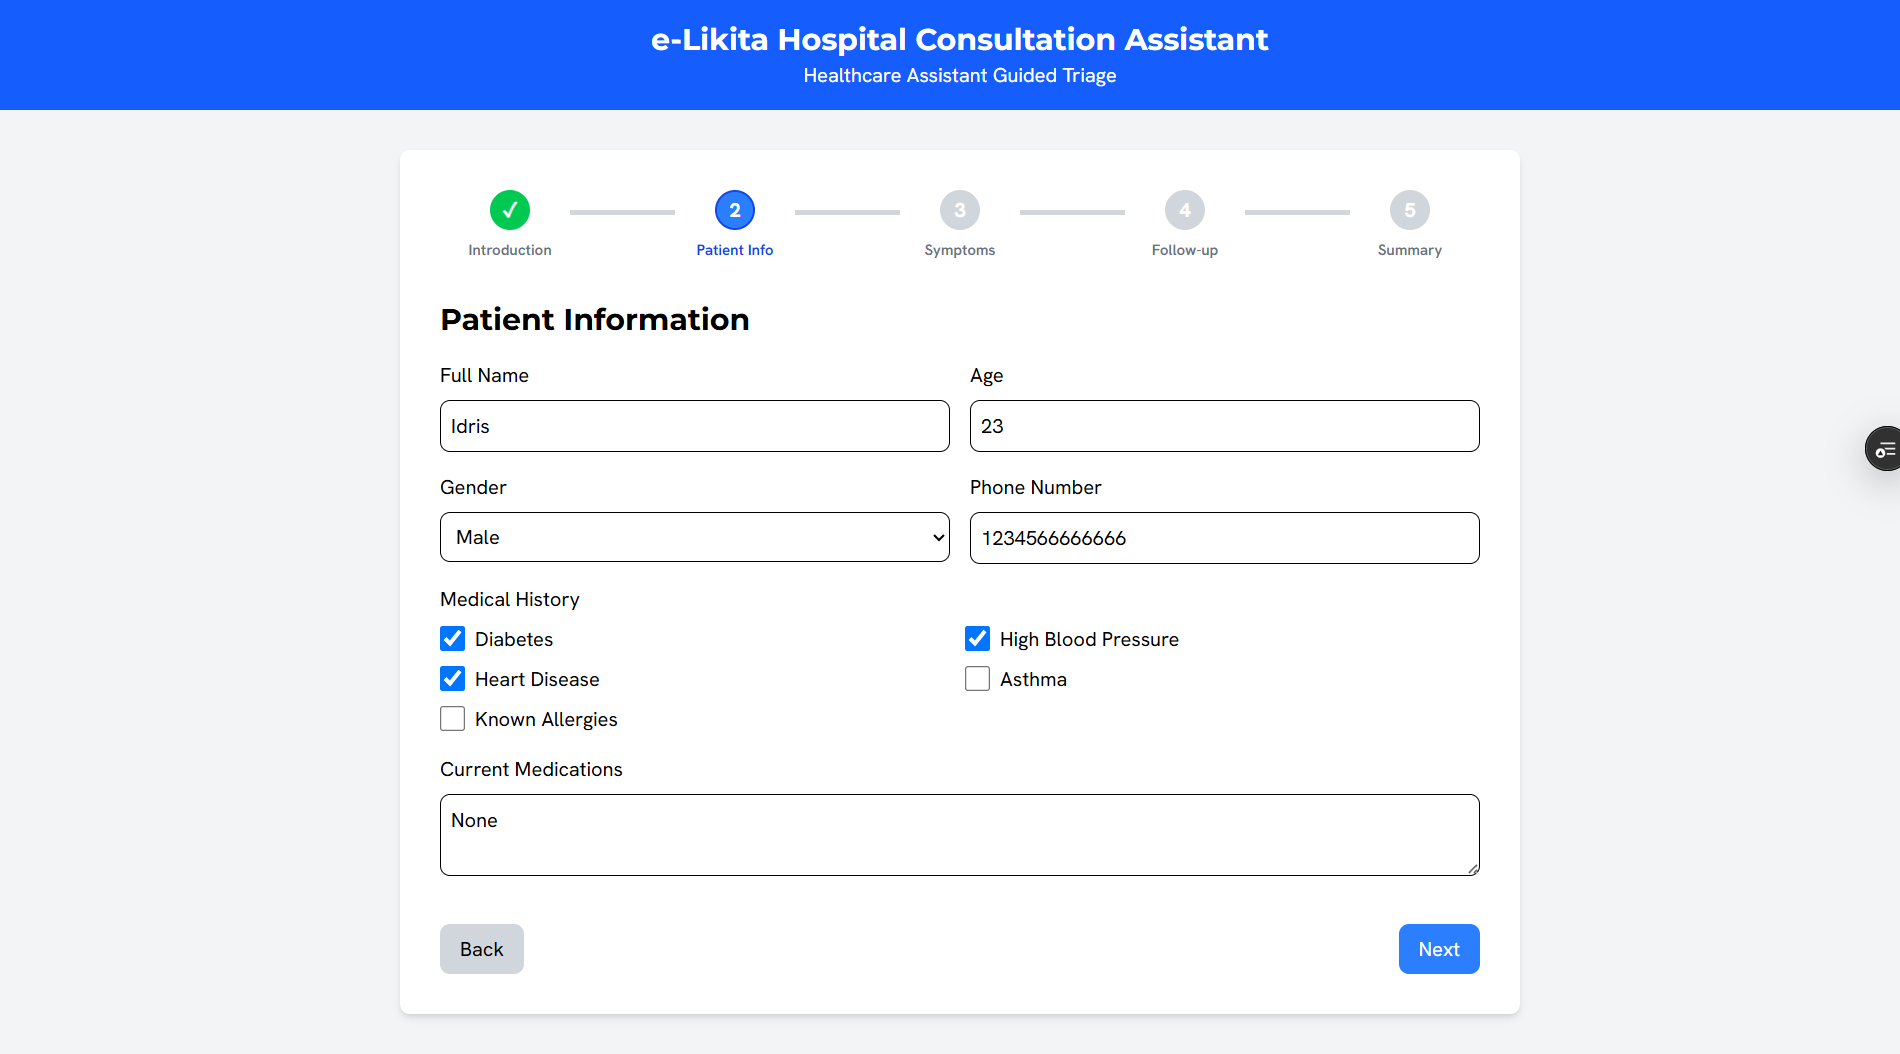 e-Likita Hospital Consultation Assistant
Healthcare Assistant Guided Triage
✓ 2 3 4 5
Introduction Patient Info Symptoms Follow-up Summary
Patient Information
Full Name Age
Idris 23
Gender Phone Number
Male 1234566666666
Medical History
Diabetes High Blood Pressure
Heart Disease Asthma
Known Allergies
Current Medications
None
Back Next